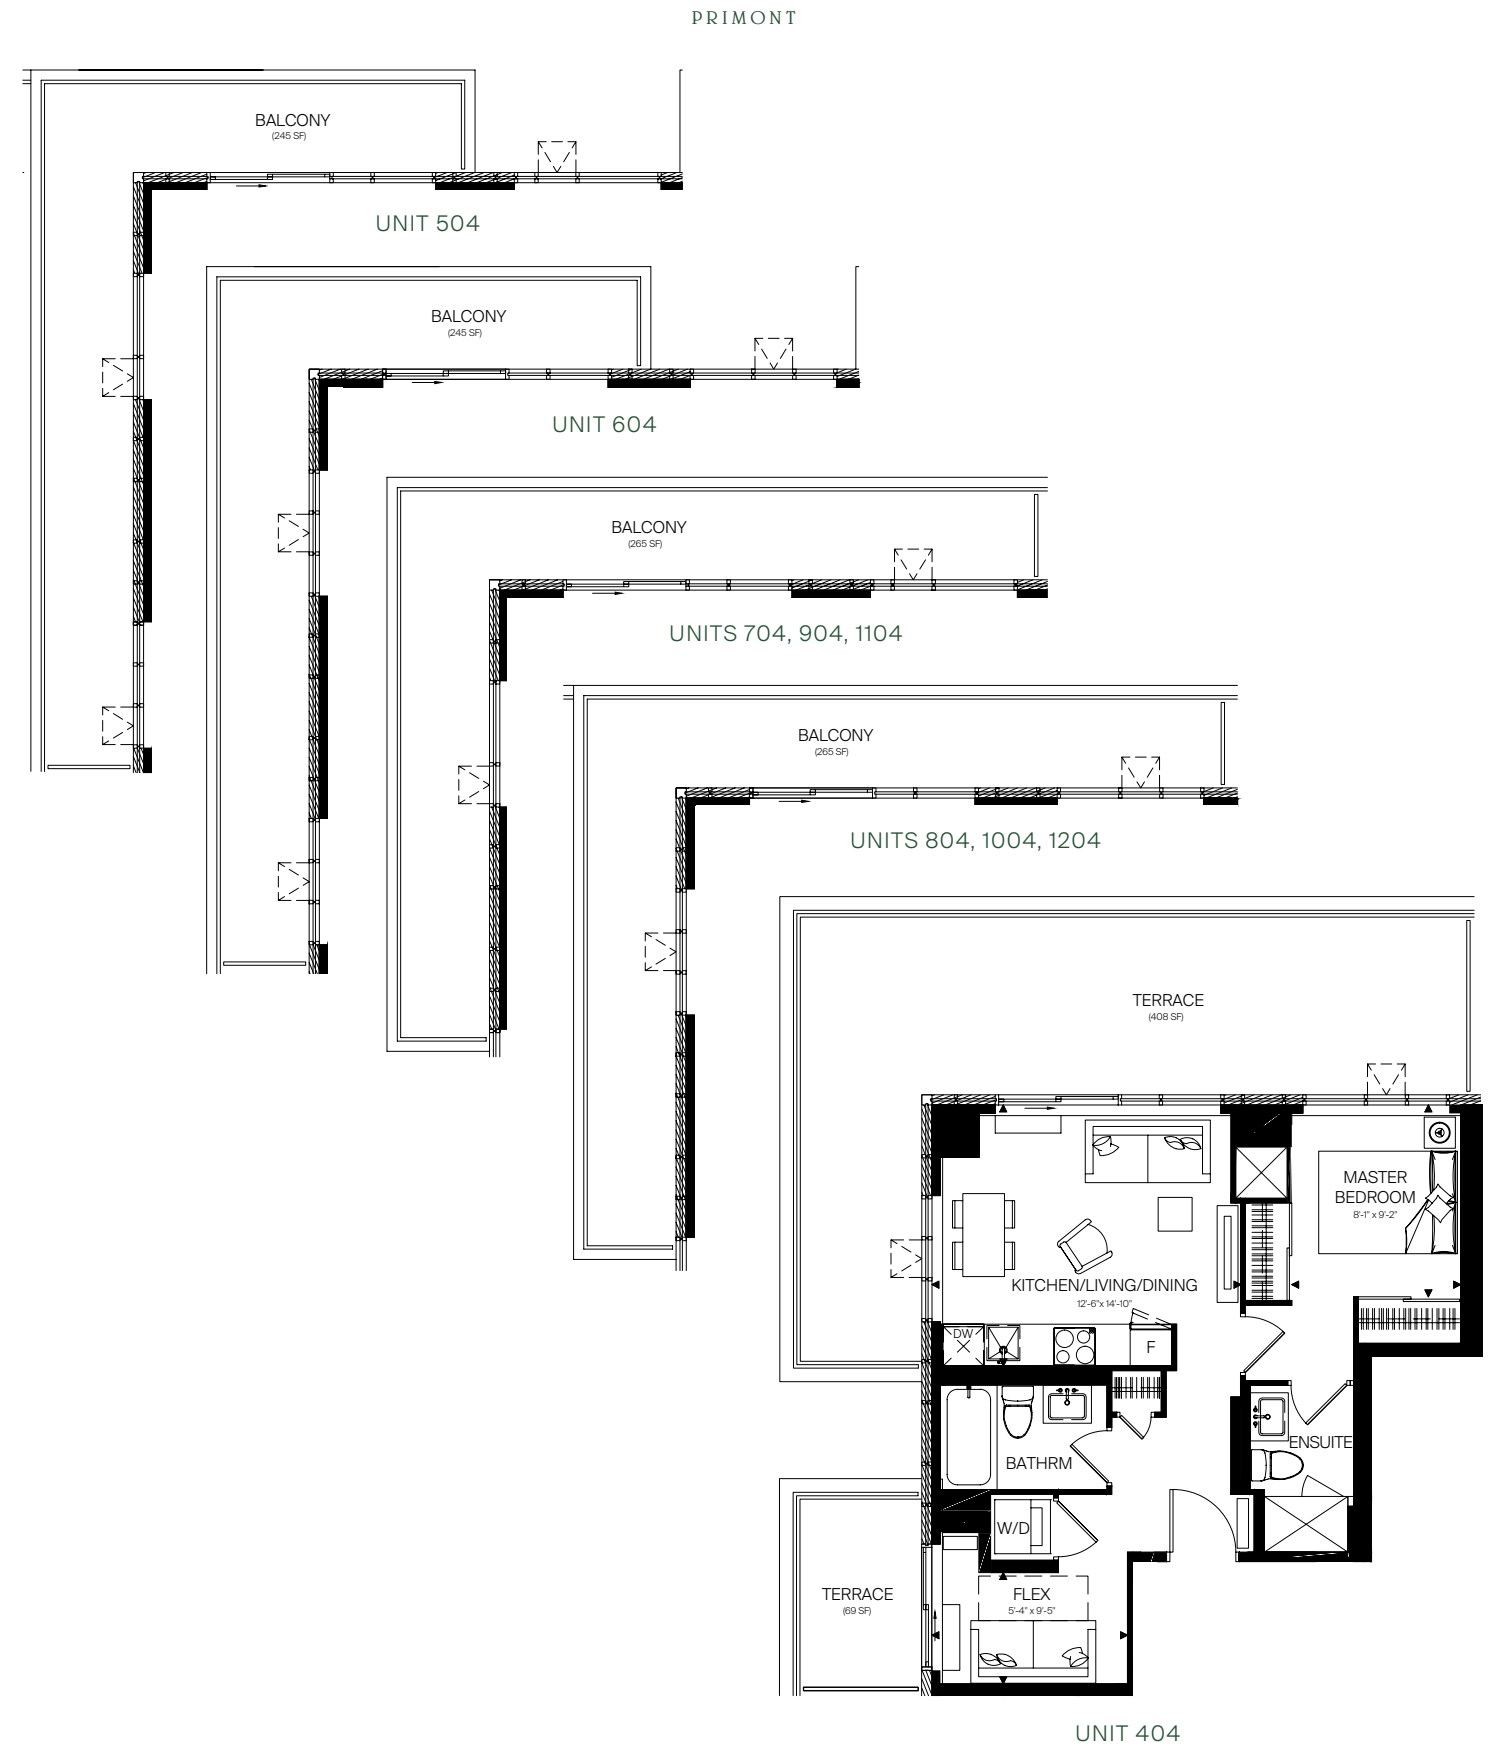 PRIMONT
BALCONY
(245 SF)
UNIT 504
BALCONY
(245 SF)
UNIT 604
BALCONY
(265 SF)
UNITS 704, 904, 1104
BALCONY
(265 SF)
UNITS 804, 1004, 1204
TERRACE
(408 SF)
MASTER
BEDROOM
8'-1" x 9'-2"
KITCHEN/LIVING/DINING
12'-6"x 14'-10"
DW
F
ENSUITE
BATHRM
W/D
TERRACE
(69 SF)
FLEX
5'-4" x 9'-5"
UNIT 404